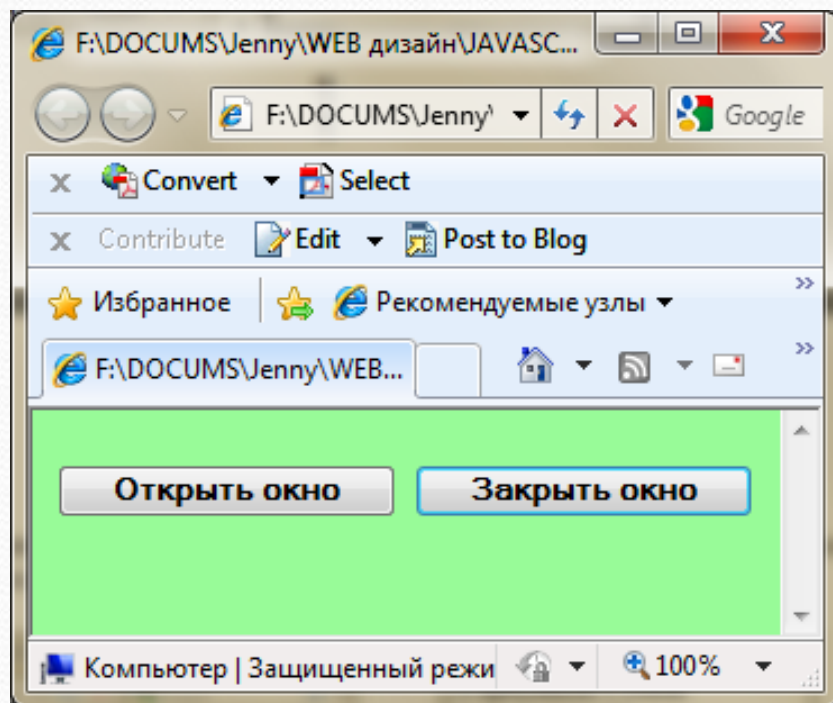 F:\DOCUMS\Jenny\WEB дизайн\JAVASC...
F:\DOCUMS\Jenny\ Google
x Convert Select
x Contribute Edit Post to Blog
Избранное Рекомендуемые узлы
F:\DOCUMS\Jenny\WEB...
Открыть окно Закрыть окно
Компьютер | Защищенный режи 100%